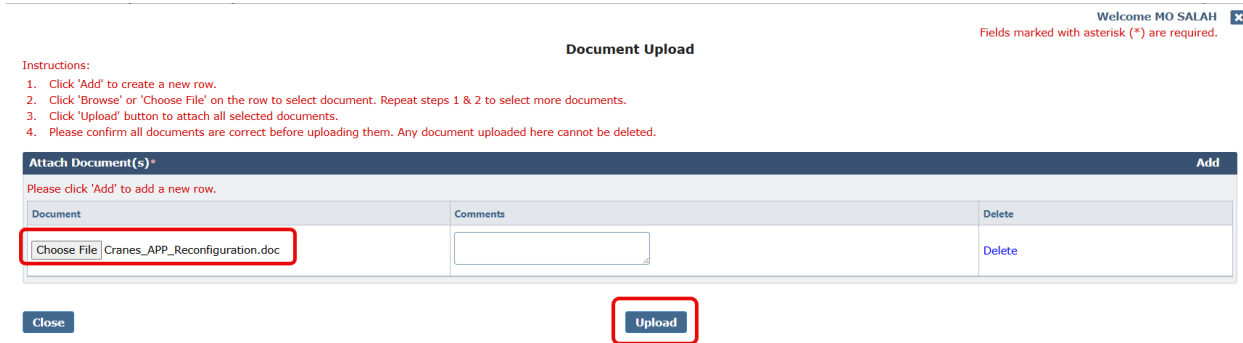 Welcome MO SALAH
Fields marked with asterisk (*) are required.
Document Upload
Instructions:
1. Click 'Add' to create a new row.
2. Click 'Browse' or 'Choose File' on the row to select document. Repeat steps 1 & 2 to select more documents.
3. Click 'Upload' button to attach all selected documents.
4. Please confirm all documents are correct before uploading them. Any document uploaded here cannot be deleted.
Attach Document(s)* Add
Please click 'Add' to add a new row.
Document Comments Delete
Choose File Cranes_APP_Reconfiguration.doc Delete
Close Upload